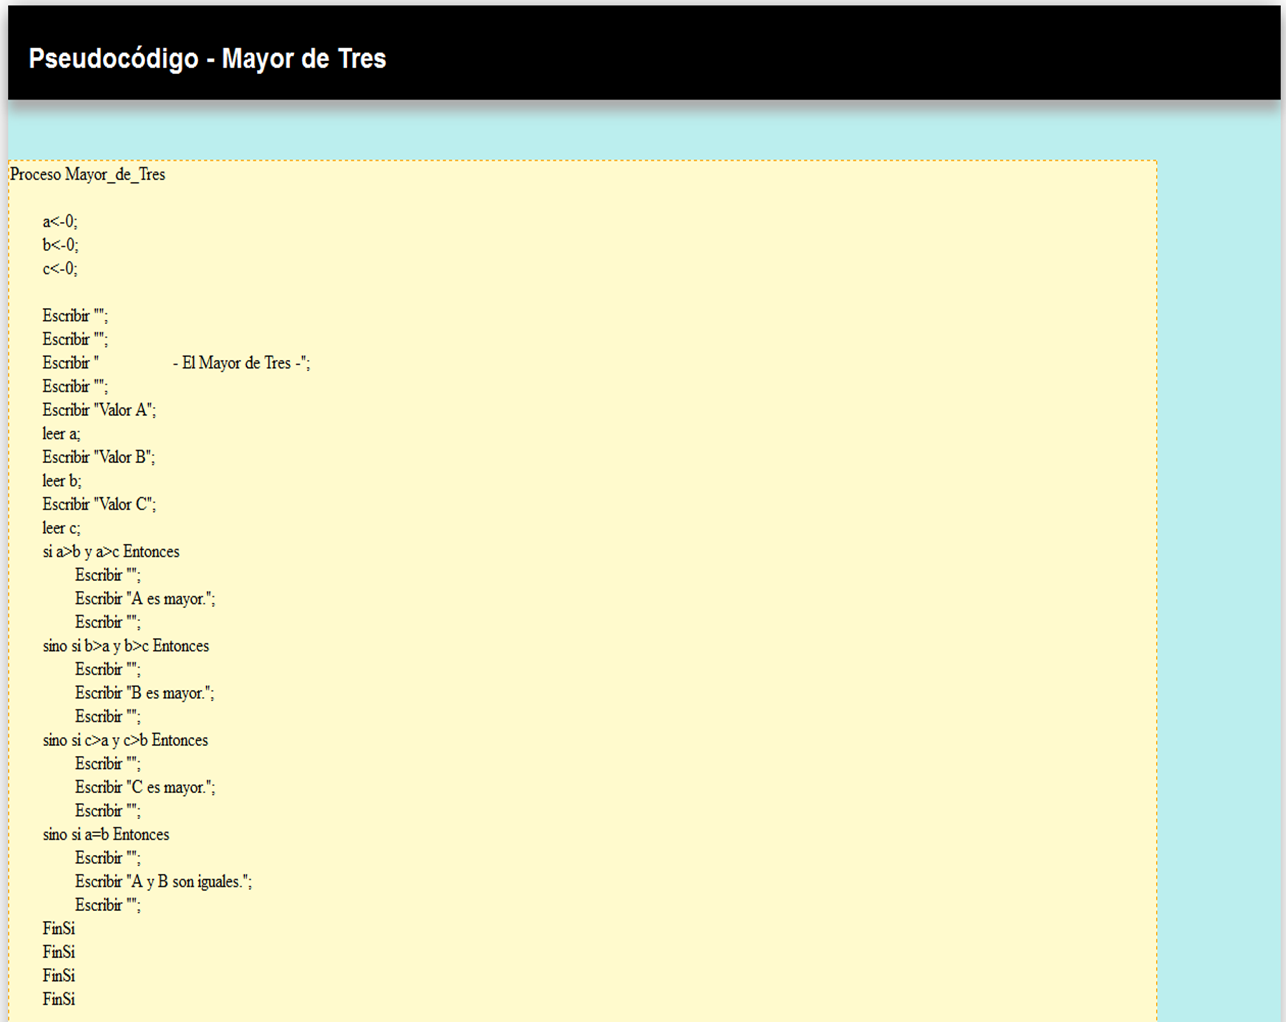 Pseudocódigo - Mayor de Tres
Proceso Mayor_de_Tres
a<-0;
b<-0;
c<-0;
Escribir "";
Escribir "";
Escribir "                  - El Mayor de Tres -";
Escribir "";
Escribir "Valor A";
leer a;
Escribir "Valor B";
leer b;
Escribir "Valor C";
leer c;
si a>b y a>c Entonces
Escribir "";
Escribir "A es mayor.";
Escribir "";
sino si b>a y b>c Entonces
Escribir "";
Escribir "B es mayor.";
Escribir "";
sino si c>a y c>b Entonces
Escribir "";
Escribir "C es mayor.";
Escribir "";
sino si a=b Entonces
Escribir "";
Escribir "A y B son iguales.";
Escribir "";
FinSi
FinSi
FinSi
FinSi